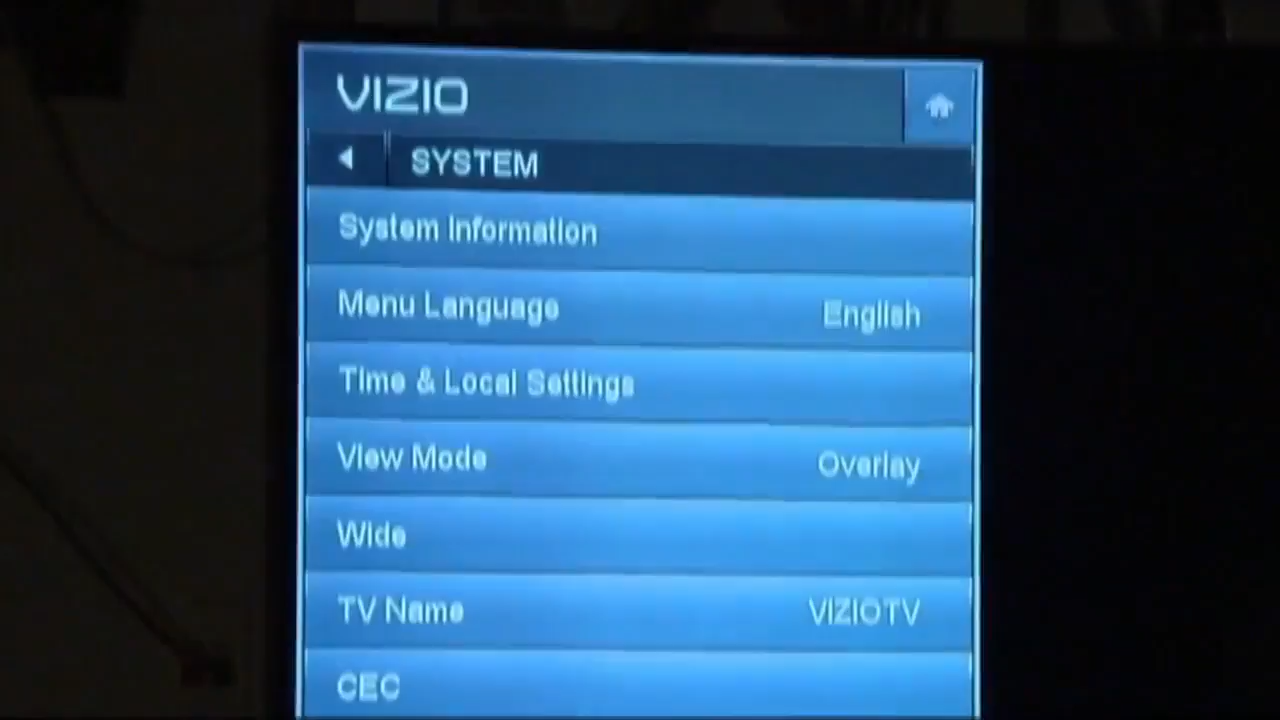 VIZIO
SYSTEM
System Information
Menu Language English
Time & Local Settings
View Mode Overlay
Wide
TV Name VIZIOTV
CEC